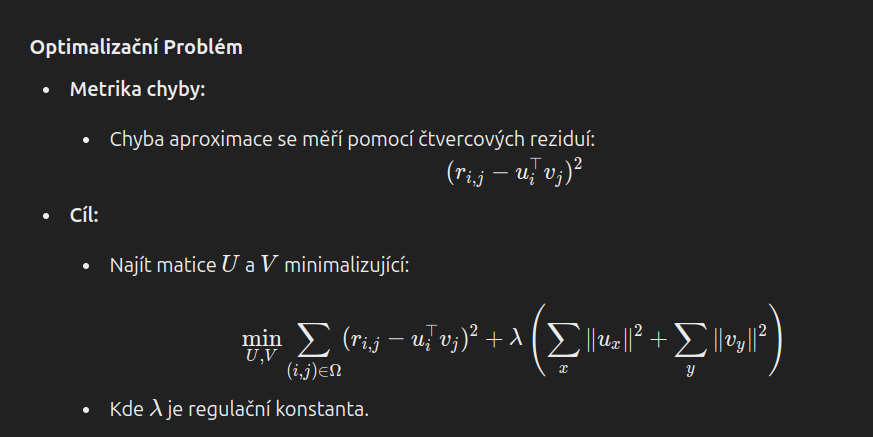 Optimalizační Problém
• Metrika chyby:
• Chyba aproximace se měří pomocí čtvercových reziduí:
$(r_{i,j} - u_i^\top v_j)^2$
• Cíl:
• Najít matice $U$ a $V$ minimalizující:
$\min_{U,V} \sum_{(i,j)\in\Omega} (r_{i,j} - u_i^\top v_j)^2 + \lambda \left( \sum_x \|u_x\|^2 + \sum_y \|v_y\|^2 \right)$
• Kde $\lambda$ je regulační konstanta.